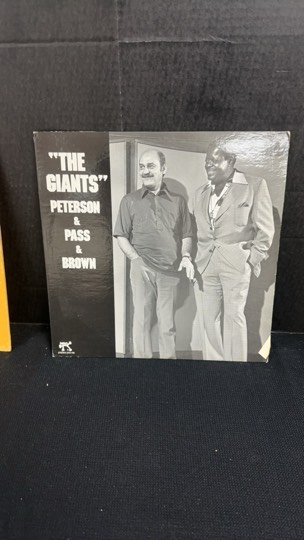 "THE
GIANTS"
PETERSON
&
PASS
&
BROWN